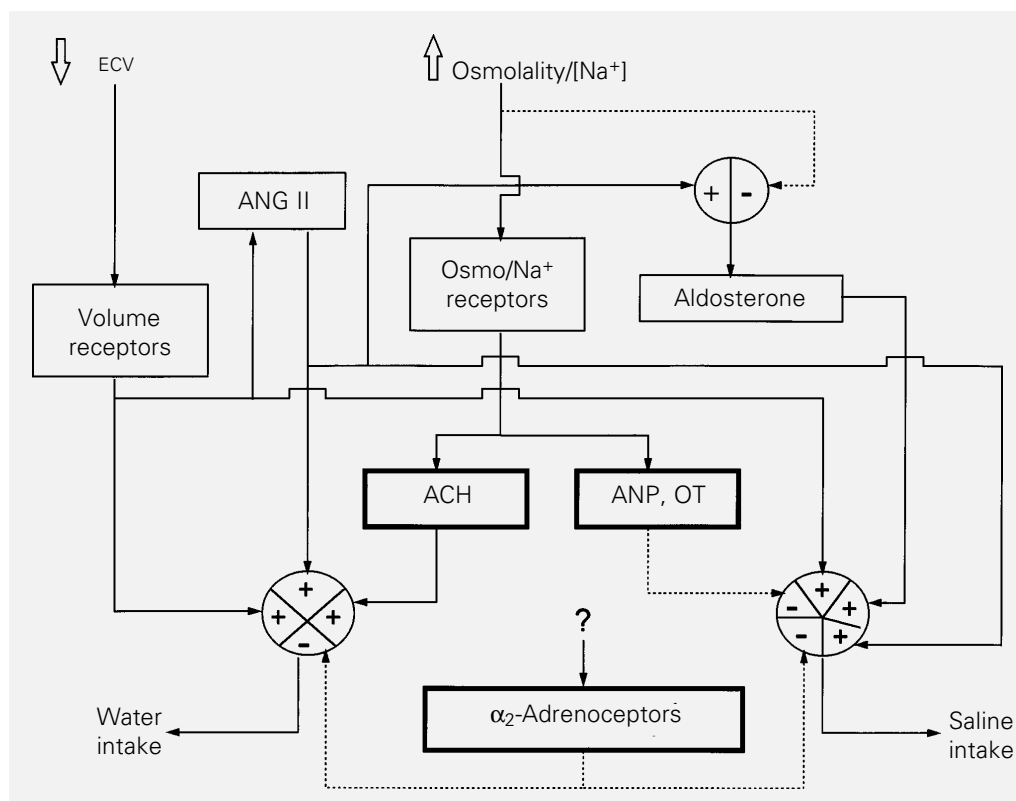 ECV
Osmolality/[Na⁺]
+ -
ANG II
Osmo/Na⁺
receptors
Aldosterone
Volume
receptors
ACH
ANP, OT
+
+ +
-
?
+
- +
- +
α₂-Adrenoceptors
Water
intake
Saline
intake